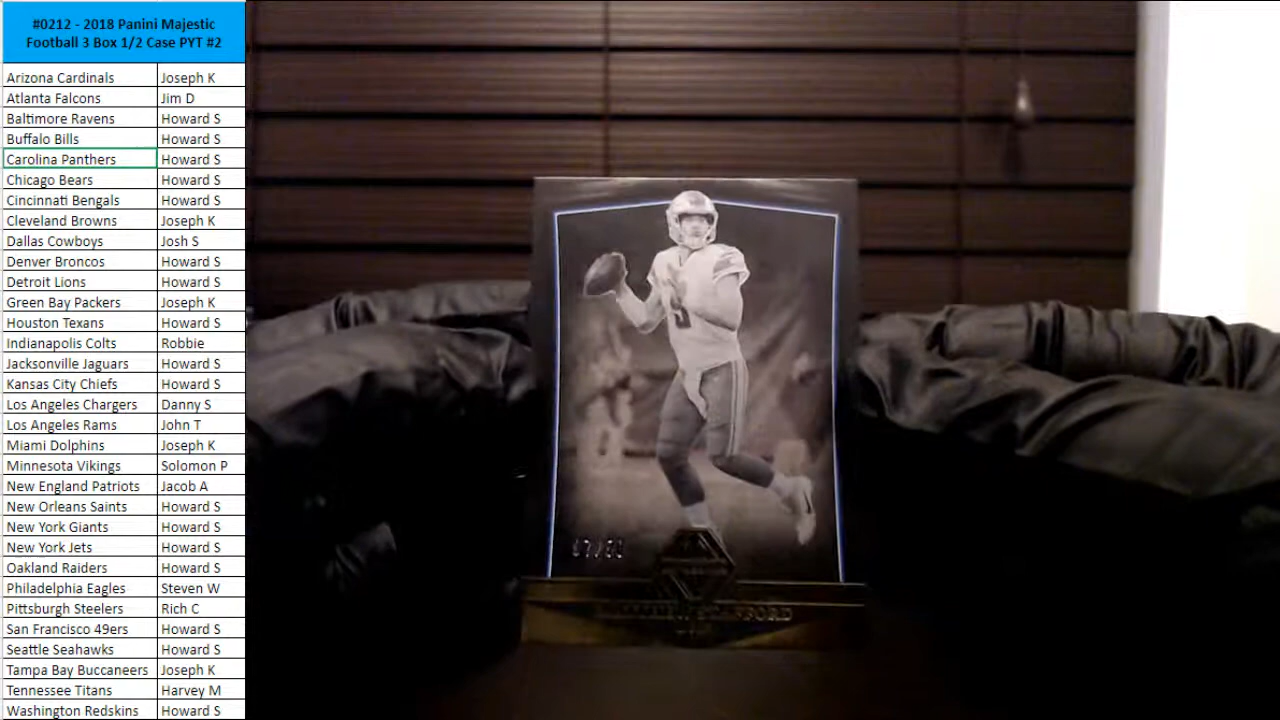 #0212 - 2018 Panini Majestic
Football 3 Box 1/2 Case PYT #2
Arizona Cardinals Joseph K
Atlanta Falcons Jim D
Baltimore Ravens Howard S
Buffalo Bills Howard S
Carolina Panthers Howard S
Chicago Bears Howard S
Cincinnati Bengals Howard S
Cleveland Browns Joseph K
Dallas Cowboys Josh S
Denver Broncos Howard S
Detroit Lions Howard S
Green Bay Packers Joseph K
Houston Texans Howard S
Indianapolis Colts Robbie
Jacksonville Jaguars Howard S
Kansas City Chiefs Howard S
Los Angeles Chargers Danny S
Los Angeles Rams John T
Miami Dolphins Joseph K
Minnesota Vikings Solomon P
New England Patriots Jacob A
New Orleans Saints Howard S
New York Giants Howard S
New York Jets Howard S
Oakland Raiders Howard S
Philadelphia Eagles Steven W
Pittsburgh Steelers Rich C
San Francisco 49ers Howard S
Seattle Seahawks Howard S
Tampa Bay Buccaneers Joseph K
Tennessee Titans Harvey M
Washington Redskins Howard S
9